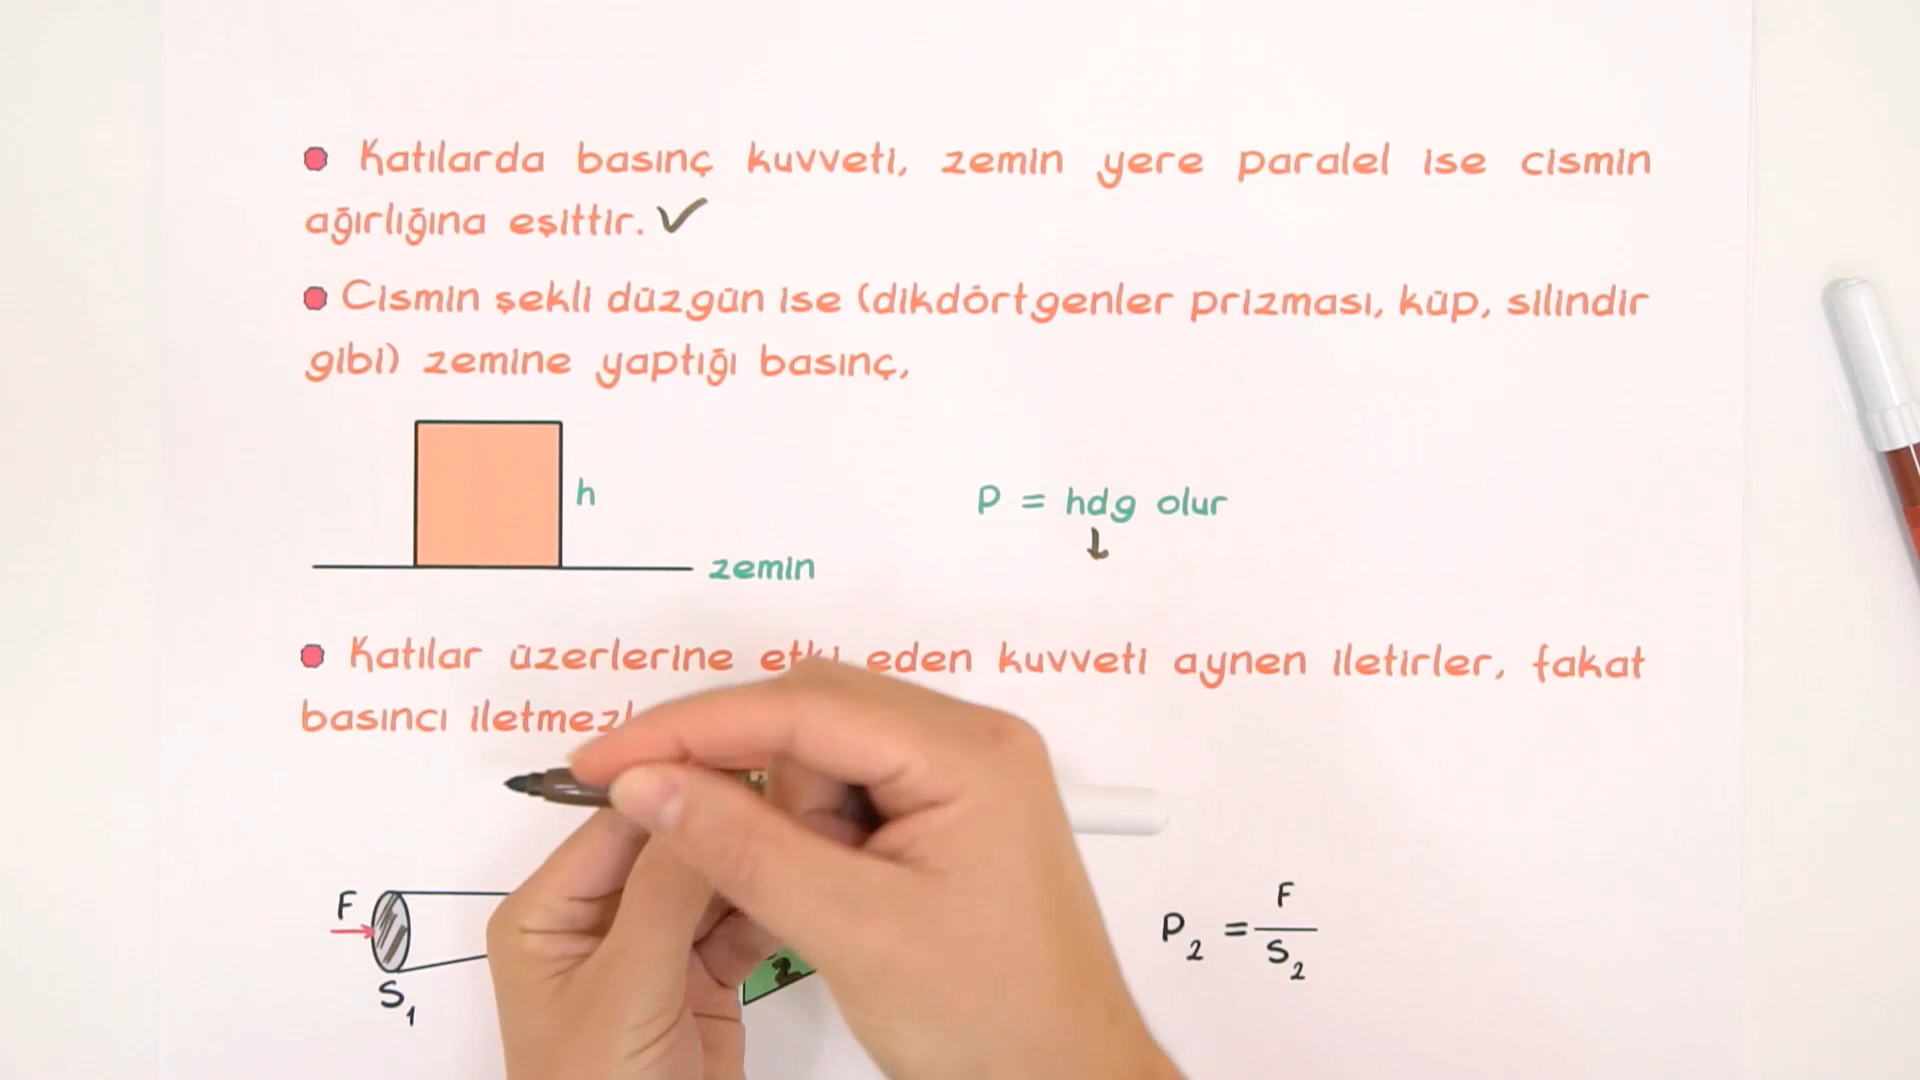 Katılarda basınç kuvveti, zemin yere paralel ise cismin
ağırlığına eşittir.
Cismin şekli düzgün ise (dikdörtgenler prizması, küp, silindir
gibi) zemine yaptığı basınç,
h
P = hdg olur
zemin
Katılar üzerlerine etki eden kuvveti aynen iletirler, fakat
basıncı
F
S1
2
P2 = F
S2